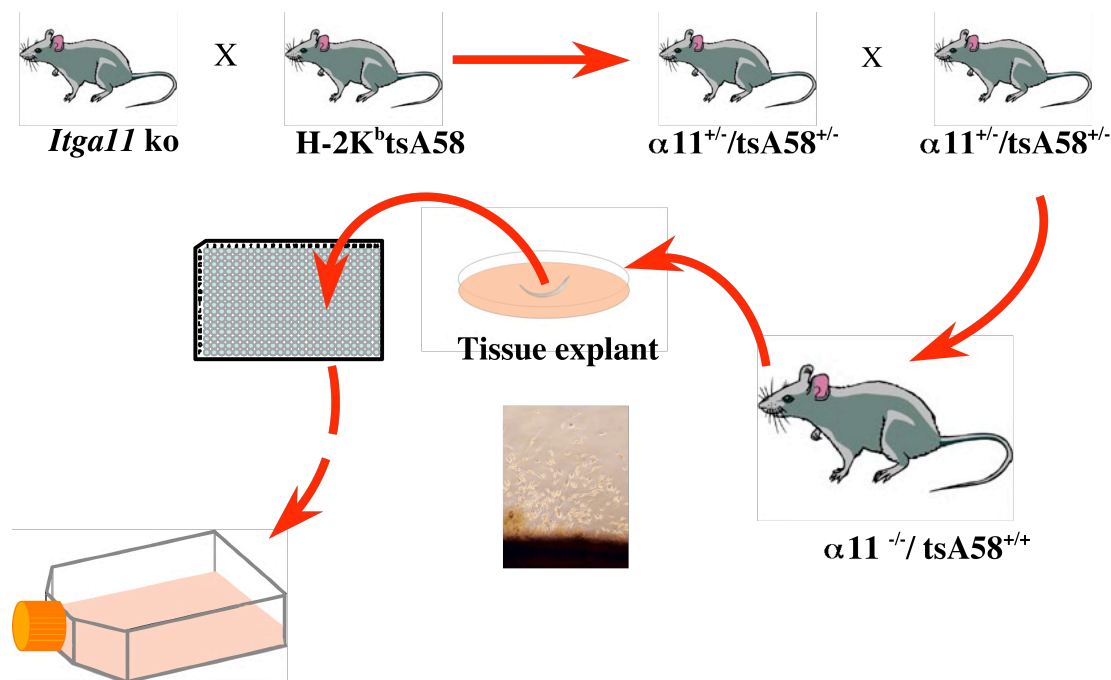 X
X
Itga11 ko
H-2KᵇtsA58
α11⁺/⁻/tsA58⁺/⁻
α11⁺/⁻/tsA58⁺/⁻
Tissue explant
α11 ⁻/⁻/ tsA58⁺/⁺